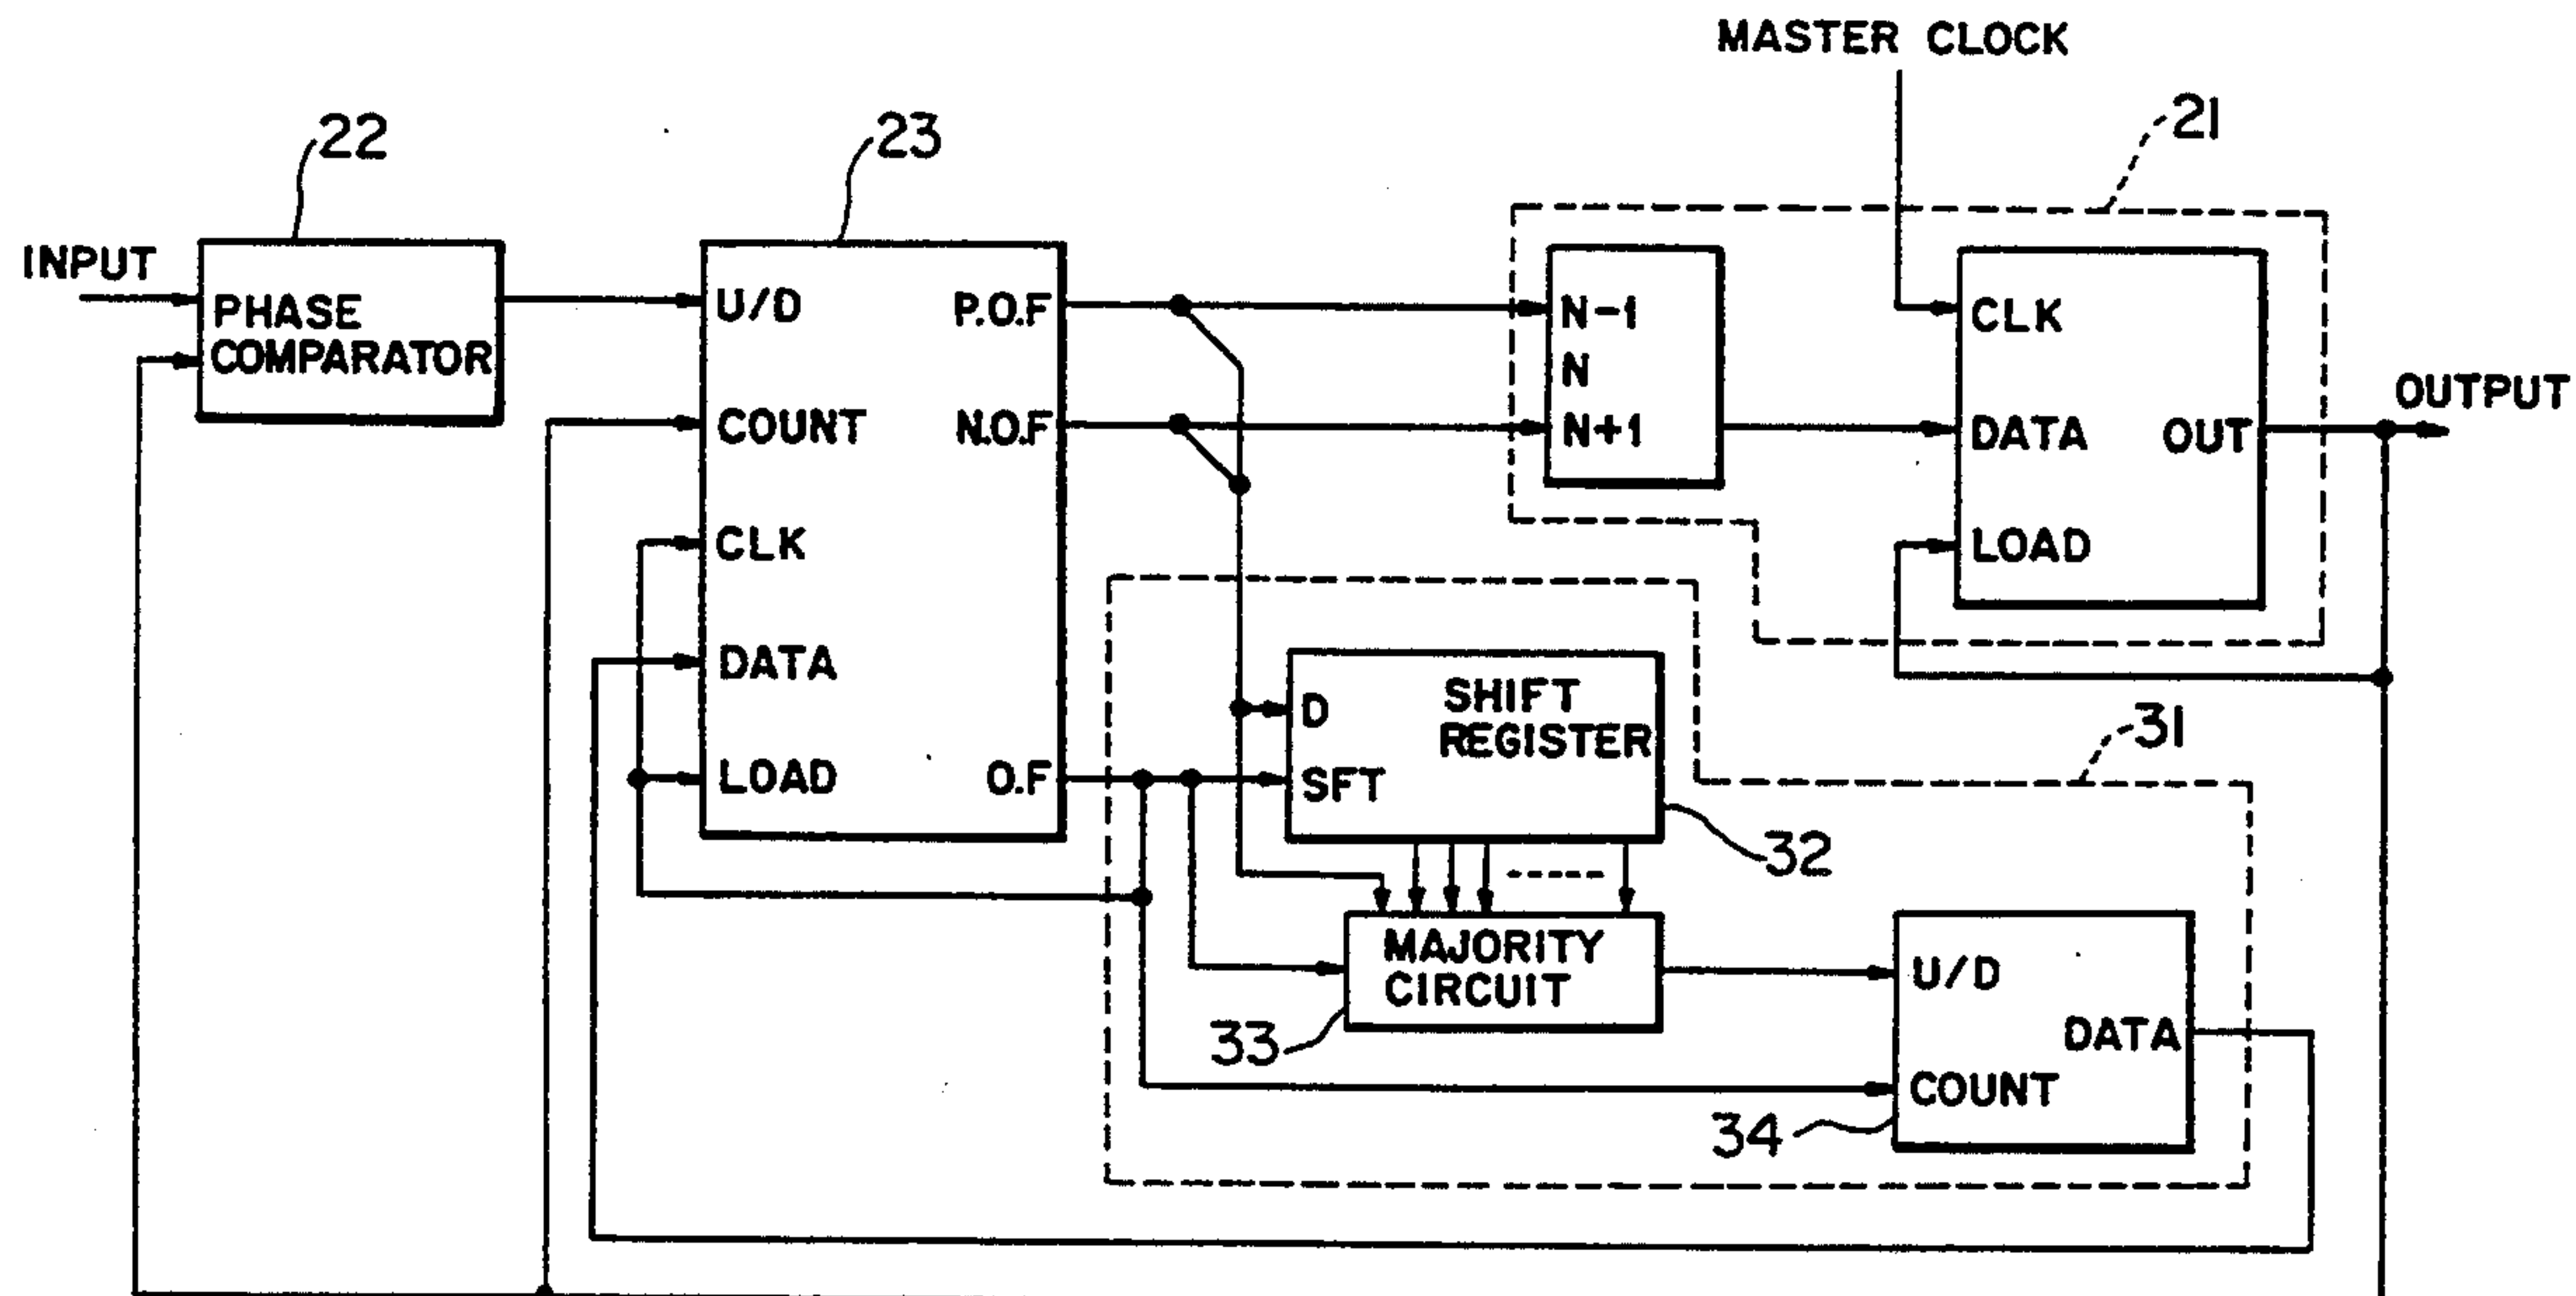 MASTER CLOCK
22
23
21
INPUT
PHASE
COMPARATOR
U/D
P.O.F
COUNT
N.O.F
CLK
DATA
LOAD
O.F
N-1
N
N+1
CLK
DATA
OUT
LOAD
OUTPUT
31
D
SHIFT
REGISTER
SFT
32
MAJORITY
CIRCUIT
33
U/D
DATA
COUNT
34